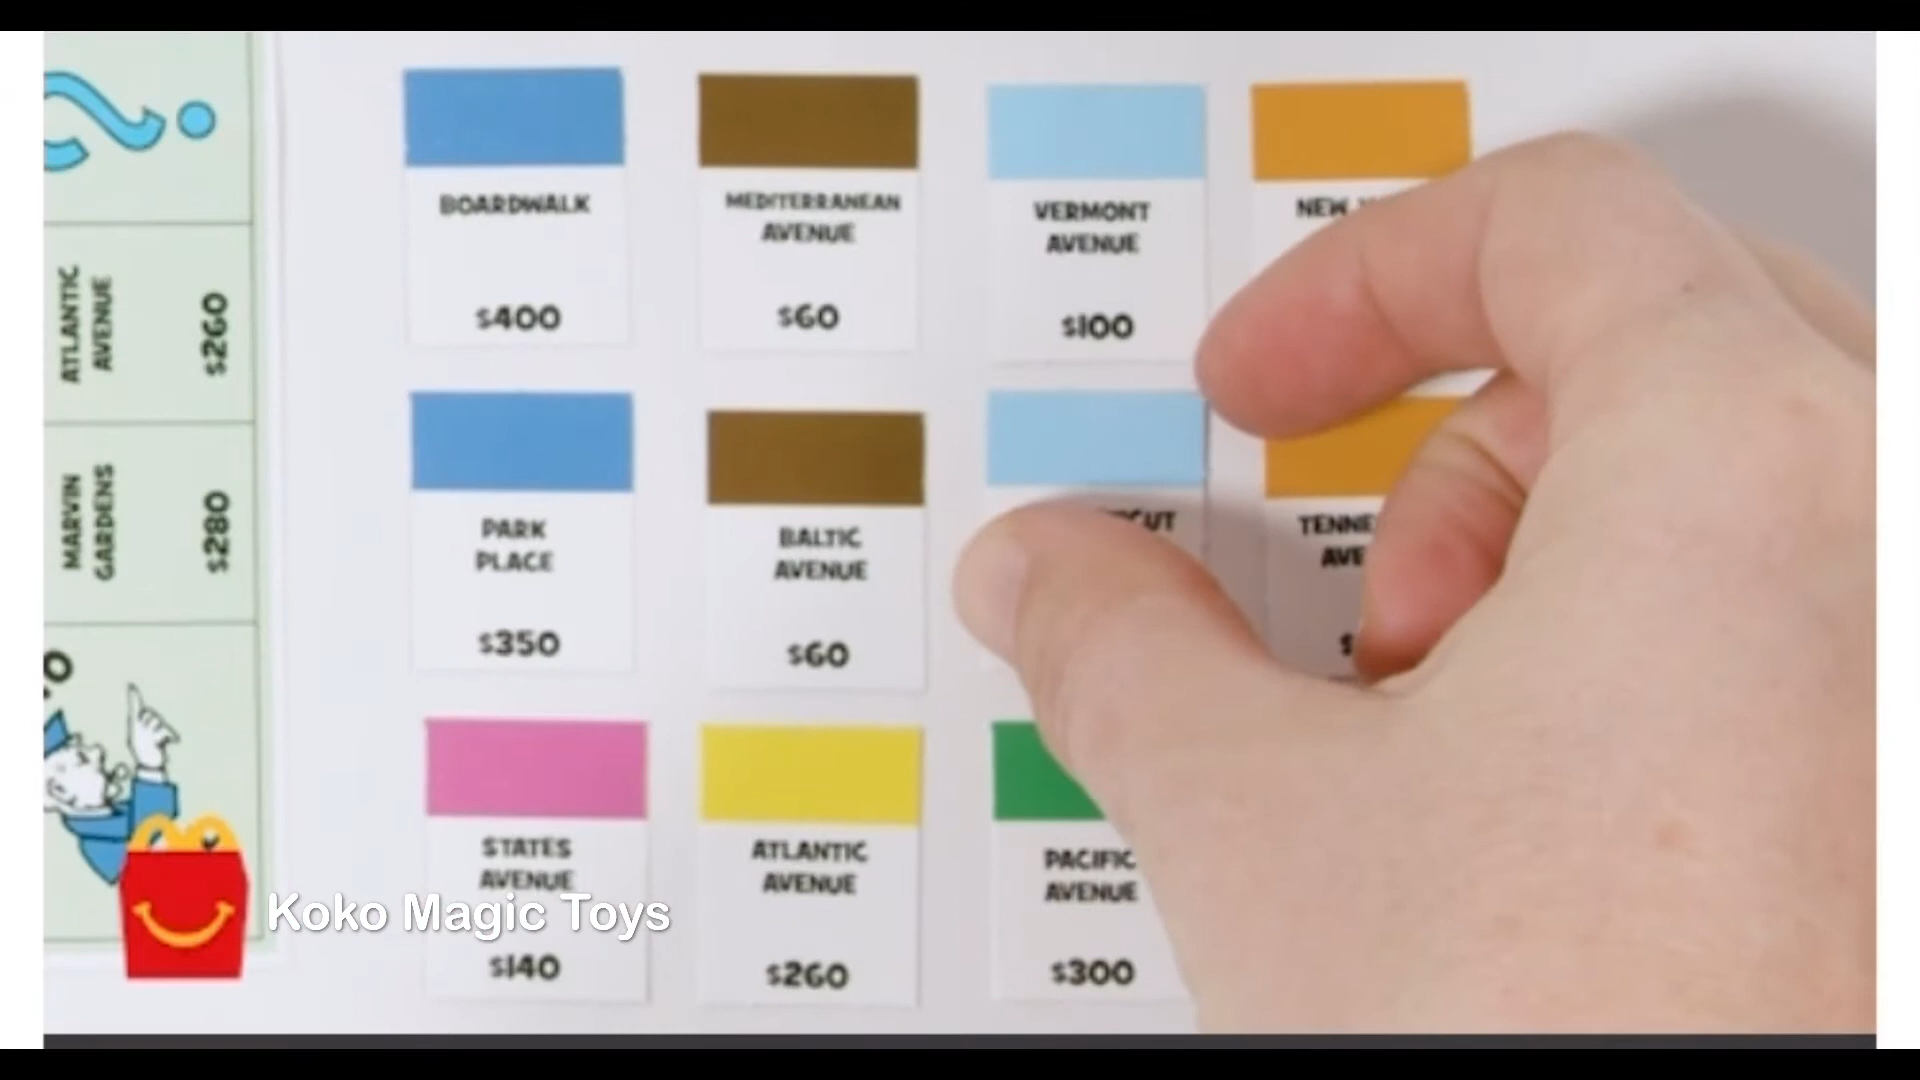 ATLANTIC
AVENUE
$260
MARVIN
GARDENS
$280
BOARDWALK
$400
MEDITERRANEAN
AVENUE
$60
VERMONT
AVENUE
$100
NEW
PARK
PLACE
$350
BALTIC
AVENUE
$60
STATES
AVENUE
$140
ATLANTIC
AVENUE
$260
PACIFIC
AVENUE
$300
Koko Magic Toys